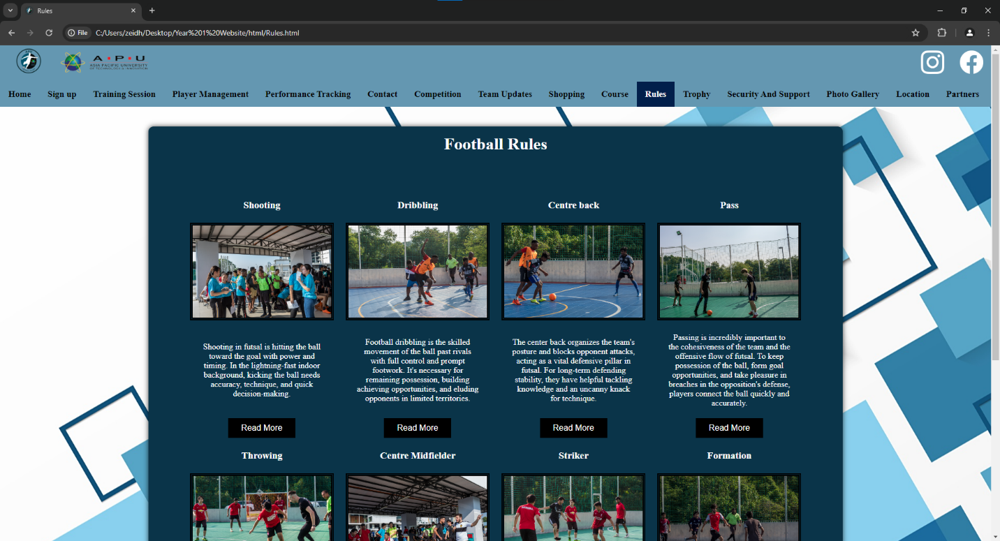 Rules
File
C:/Users/zeidh/Desktop/Year%201%20Website/html/Rules.html
A • P • U
ASIA PACIFIC UNIVERSITY
OF TECHNOLOGY & INNOVATION
Home Sign up Training Session Player Management Performance Tracking Contact Competition Team Updates Shopping Course Rules Trophy Security And Support Photo Gallery Location Partners
Football Rules
Shooting
Shooting in futsal is hitting the ball
toward the goal with power and
timing. In the lightning-fast indoor
background, kicking the ball needs
accuracy, technique, and quick
decision-making.
Read More
Dribbling
Football dribbling is the skilled
movement of the ball past rivals
with full control and prompt
footwork. It's necessary for
remaining possession, building
achieving opportunities, and eluding
opponents in limited territories.
Read More
Centre back
The center back organizes the team's
posture and blocks opponent attacks,
acting as a vital defensive pillar in
futsal. For long-term defending
stability, they have helpful tackling
knowledge and an uncanny knack
for technique.
Read More
Pass
Passing is incredibly important to
the cohesiveness of the team and the
offensive flow of futsal. To keep
possession of the ball, form goal
opportunities, and take pleasure in
breaches in the opposition's defense,
players connect the ball quickly and
accurately.
Read More
Throwing
Centre Midfielder
Striker
Formation